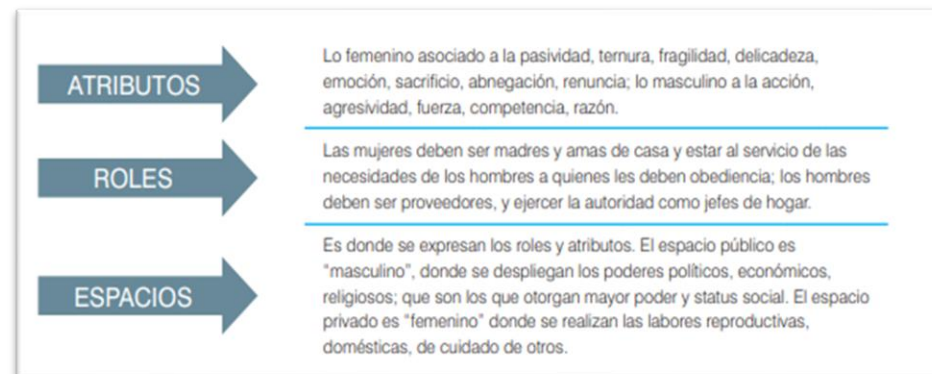 ATRIBUTOS
Lo femenino asociado a la pasividad, ternura, fragilidad, delicadeza,
emoción, sacrificio, abnegación, renuncia; lo masculino a la acción,
agresividad, fuerza, competencia, razón.
ROLES
Las mujeres deben ser madres y amas de casa y estar al servicio de las
necesidades de los hombres a quienes les deben obediencia; los hombres
deben ser proveedores, y ejercer la autoridad como jefes de hogar.
ESPACIOS
Es donde se expresan los roles y atributos. El espacio público es
"masculino", donde se despliegan los poderes políticos, económicos,
religiosos; que son los que otorgan mayor poder y status social. El espacio
privado es "femenino" donde se realizan las labores reproductivas,
domésticas, de cuidado de otros.